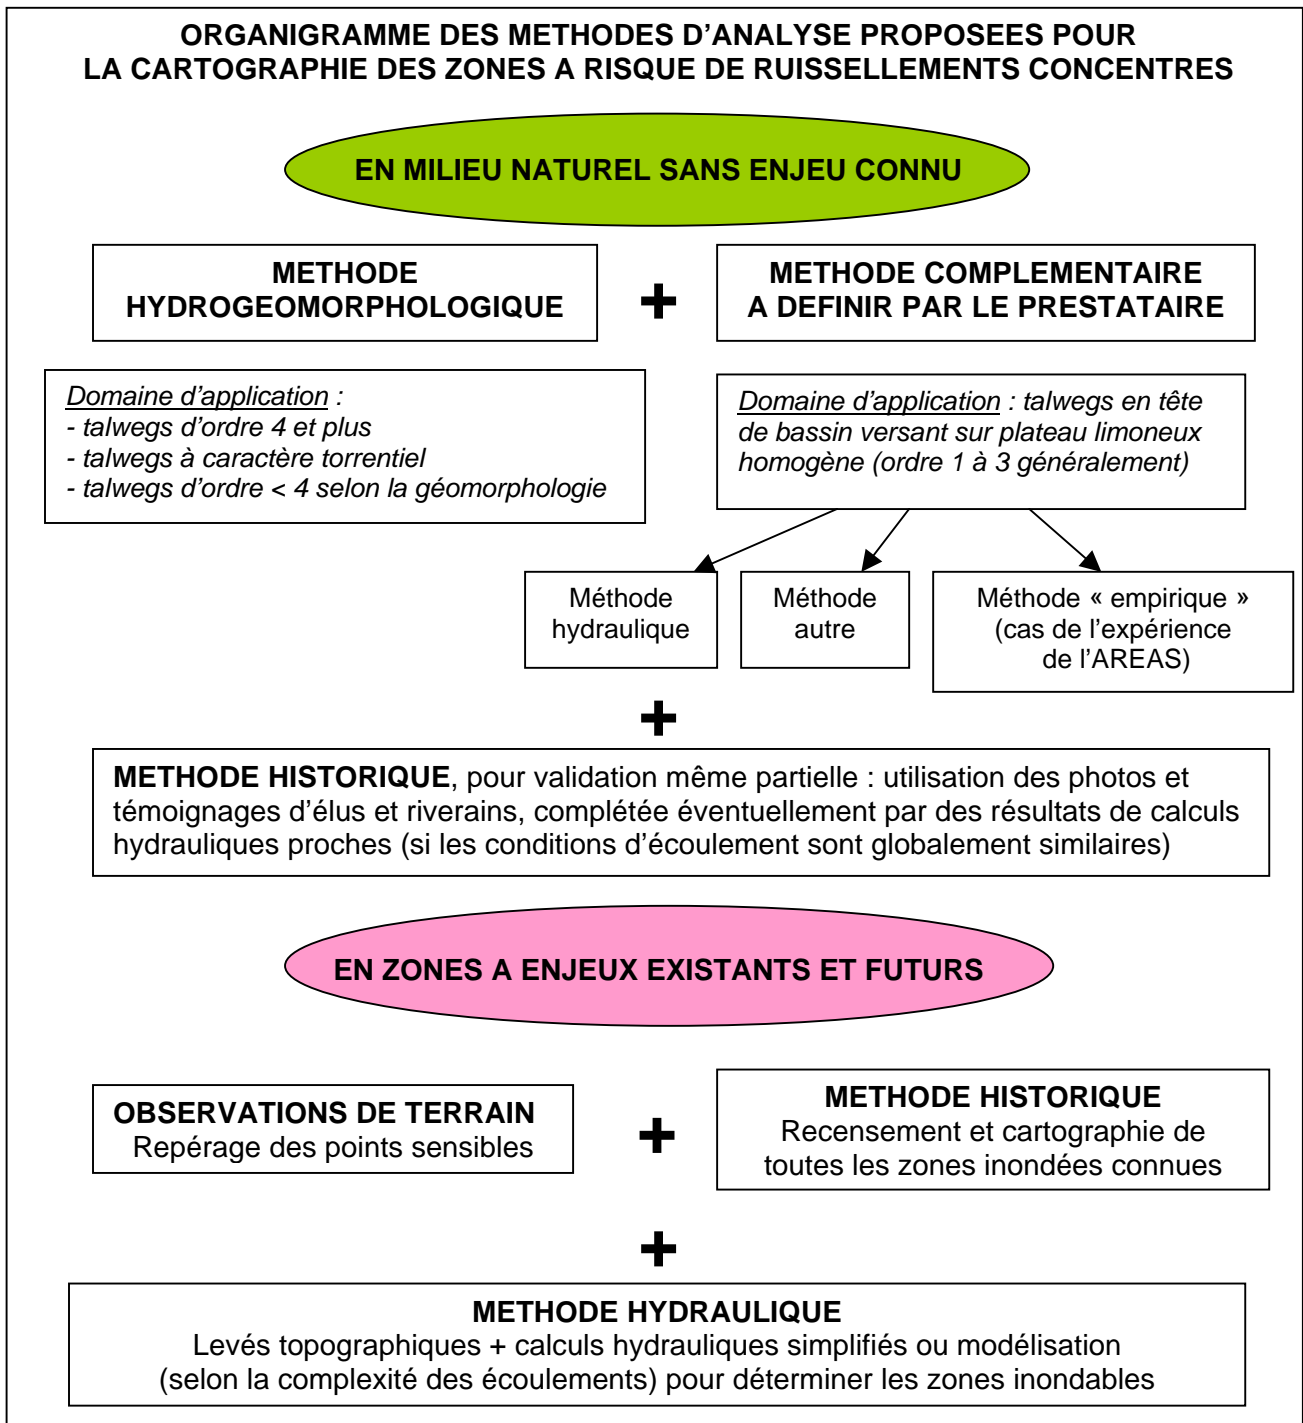 ORGANIGRAMME DES METHODES D’ANALYSE PROPOSEES POUR
LA CARTOGRAPHIE DES ZONES A RISQUE DE RUISSELLEMENTS CONCENTRES
EN MILIEU NATUREL SANS ENJEU CONNU
METHODE
HYDROGEOMORPHOLOGIQUE
+
METHODE COMPLEMENTAIRE
A DEFINIR PAR LE PRESTATAIRE
Domaine d’application :
- talwegs d’ordre 4 et plus
- talwegs à caractère torrentiel
- talwegs d’ordre < 4 selon la géomorphologie
Domaine d’application : talwegs en tête
de bassin versant sur plateau limoneux
homogène (ordre 1 à 3 généralement)
Méthode
hydraulique
Méthode
autre
Méthode « empirique »
(cas de l’expérience
de l’AREAS)
+
METHODE HISTORIQUE, pour validation même partielle : utilisation des photos et
témoignages d’élus et riverains, complétée éventuellement par des résultats de calculs
hydrauliques proches (si les conditions d’écoulement sont globalement similaires)
EN ZONES A ENJEUX EXISTANTS ET FUTURS
OBSERVATIONS DE TERRAIN
Repérage des points sensibles
+
METHODE HISTORIQUE
Recensement et cartographie de
toutes les zones inondées connues
+
METHODE HYDRAULIQUE
Levés topographiques + calculs hydrauliques simplifiés ou modélisation
(selon la complexité des écoulements) pour déterminer les zones inondables